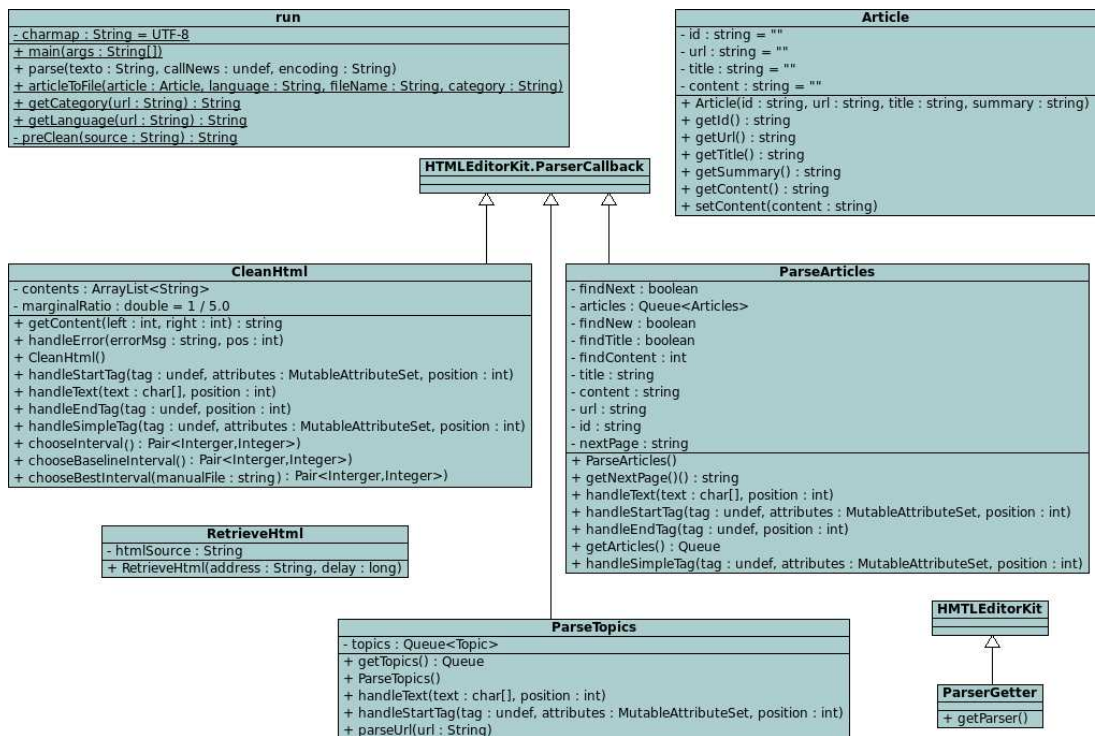 run
- charmap : String = UTF-8
+ main(args : String[])
+ parse(texto : String, callNews : undef, encoding : String)
+ articleToFile(article : Article, language : String, fileName : String, category : String)
+ getCategory(url : String) : String
+ getLanguage(url : String) : String
- preClean(source : String) : String
Article
- id : string = ""
- url : string = ""
- title : string = ""
- content : string = ""
+ Article(id : string, url : string, title : string, summary : string)
+ getId() : string
+ getUrl() : string
+ getTitle() : string
+ getSummary() : string
+ getContent() : string
+ setContent(content : string)
HTMLEditorKit.ParserCallback
CleanHtml
- contents : ArrayList<String>
- marginalRatio : double = 1 / 5.0
+ getContent(left : int, right : int) : string
+ handleError(errorMsg : string, pos : int)
+ CleanHtml()
+ handleStartTag(tag : undef, attributes : MutableAttributeSet, position : int)
+ handleText(text : char[], position : int)
+ handleEndTag(tag : undef, position : int)
+ handleSimpleTag(tag : undef, attributes : MutableAttributeSet, position : int)
+ chooseInterval() : Pair<Interger,Integer>)
+ chooseBaselineInterval() : Pair<Interger,Integer>)
+ chooseBestInterval(manualFile : string) : Pair<Interger,Integer>)
ParseArticles
- findNext : boolean
- articles : Queue<Articles>
- findNew : boolean
- findTitle : boolean
- findContent : int
- title : string
- content : string
- url : string
- id : string
- nextPage : string
+ ParseArticles()
+ getNextPage()() : string
+ handleText(text : char[], position : int)
+ handleStartTag(tag : undef, attributes : MutableAttributeSet, position : int)
+ handleEndTag(tag : undef, position : int)
+ getArticles() : Queue
+ handleSimpleTag(tag : undef, attributes : MutableAttributeSet, position : int)
RetrieveHtml
- htmlSource : String
+ RetrieveHtml(address : String, delay : long)
ParseTopics
- topics : Queue<Topic>
+ getTopics() : Queue
+ ParseTopics()
+ handleText(text : char[], position : int)
+ handleStartTag(tag : undef, attributes : MutableAttributeSet, position : int)
+ parseUrl(url : String)
HMTLEditorKit
ParserGetter
+ getParser()